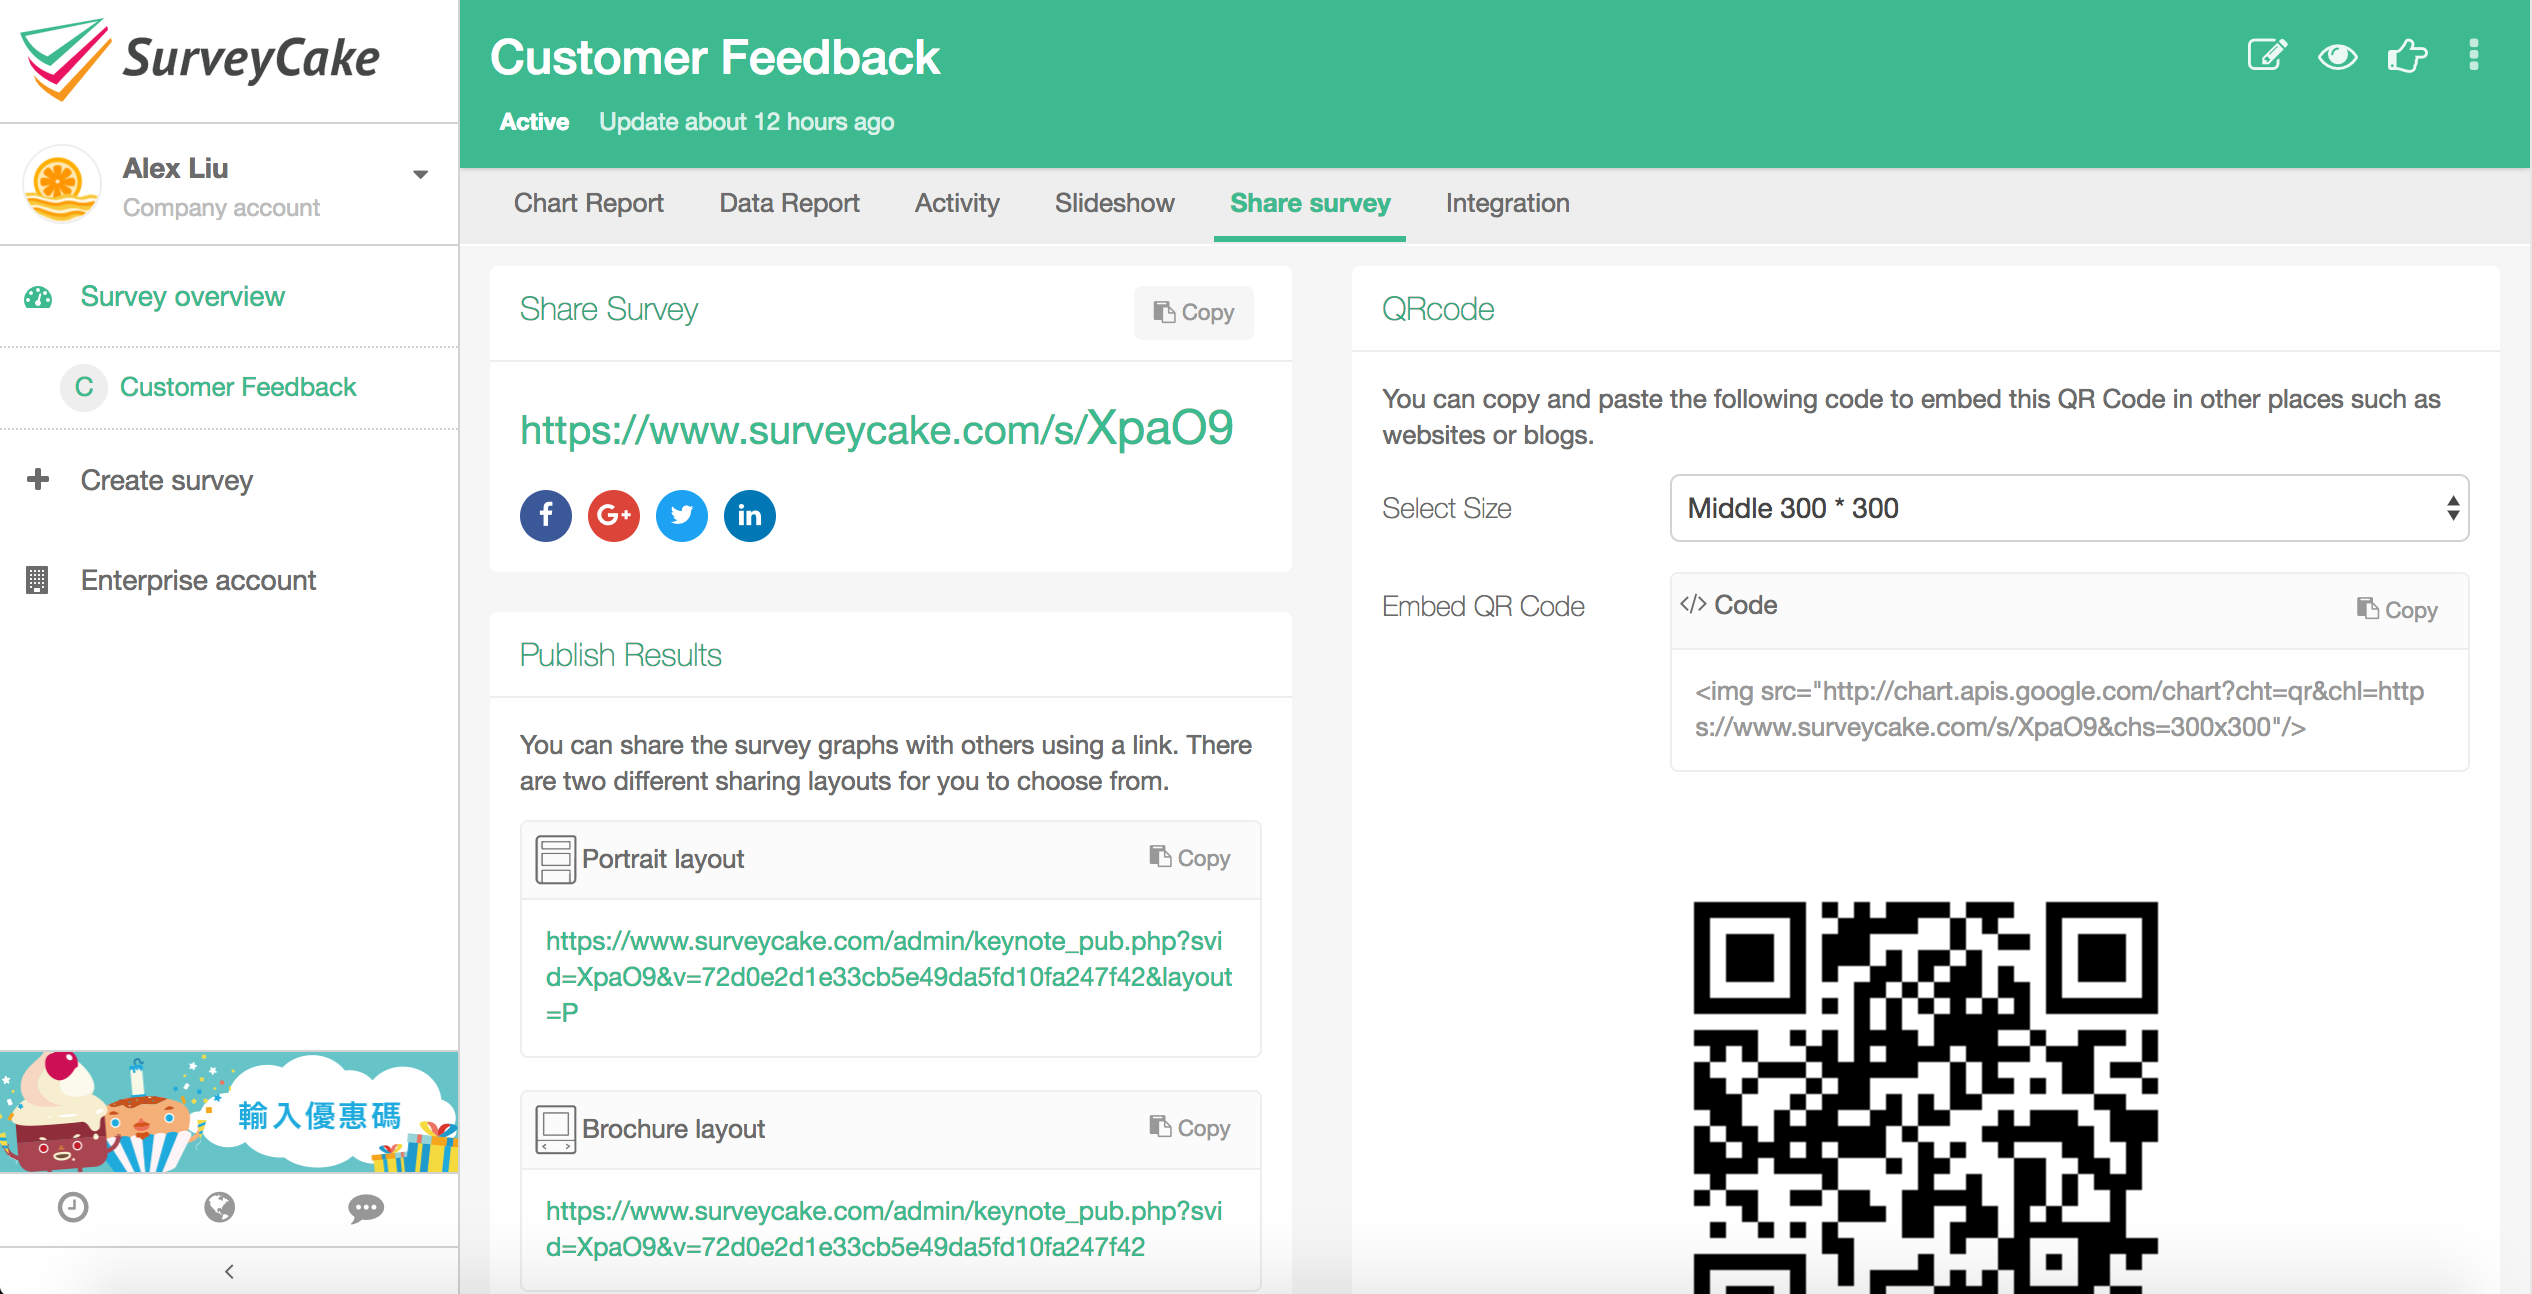 SurveyCake
Alex Liu
Company account
Survey overview
C Customer Feedback
Create survey
Enterprise account
輸入優惠碼
Customer Feedback
Active Update about 12 hours ago
Chart Report Data Report Activity Slideshow Share survey Integration
Share Survey
Copy
https://www.surveycake.com/s/XpaO9
f G+ in
Publish Results
You can share the survey graphs with others using a link. There
are two different sharing layouts for you to choose from.
Portrait layout
Copy
https://www.surveycake.com/admin/keynote_pub.php?svi
d=XpaO9&v=72d0e2d1e33cb5e49da5fd10fa247f42&layout
=P
Brochure layout
Copy
https://www.surveycake.com/admin/keynote_pub.php?svi
d=XpaO9&v=72d0e2d1e33cb5e49da5fd10fa247f42
QRcode
You can copy and paste the following code to embed this QR Code in other places such as
websites or blogs.
Select Size
Middle 300 * 300
Embed QR Code
</> Code
Copy
<img src="http://chart.apis.google.com/chart?cht=qr&chl=http
s://www.surveycake.com/s/XpaO9&chs=300x300"/>